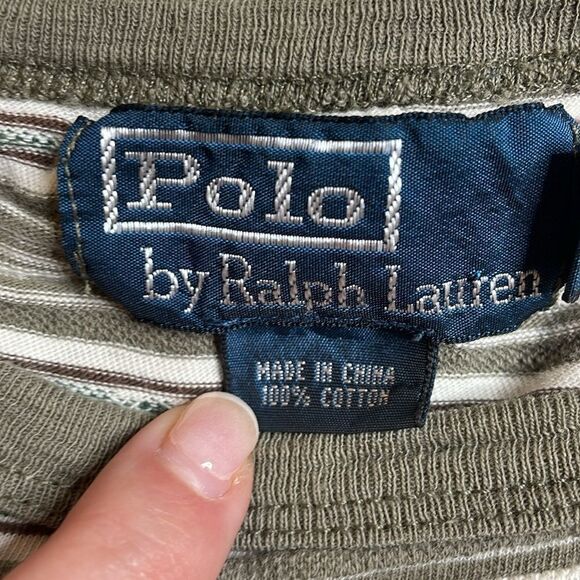 Polo
by Ralph Lauren
MADE IN CHINA
100% COTTON